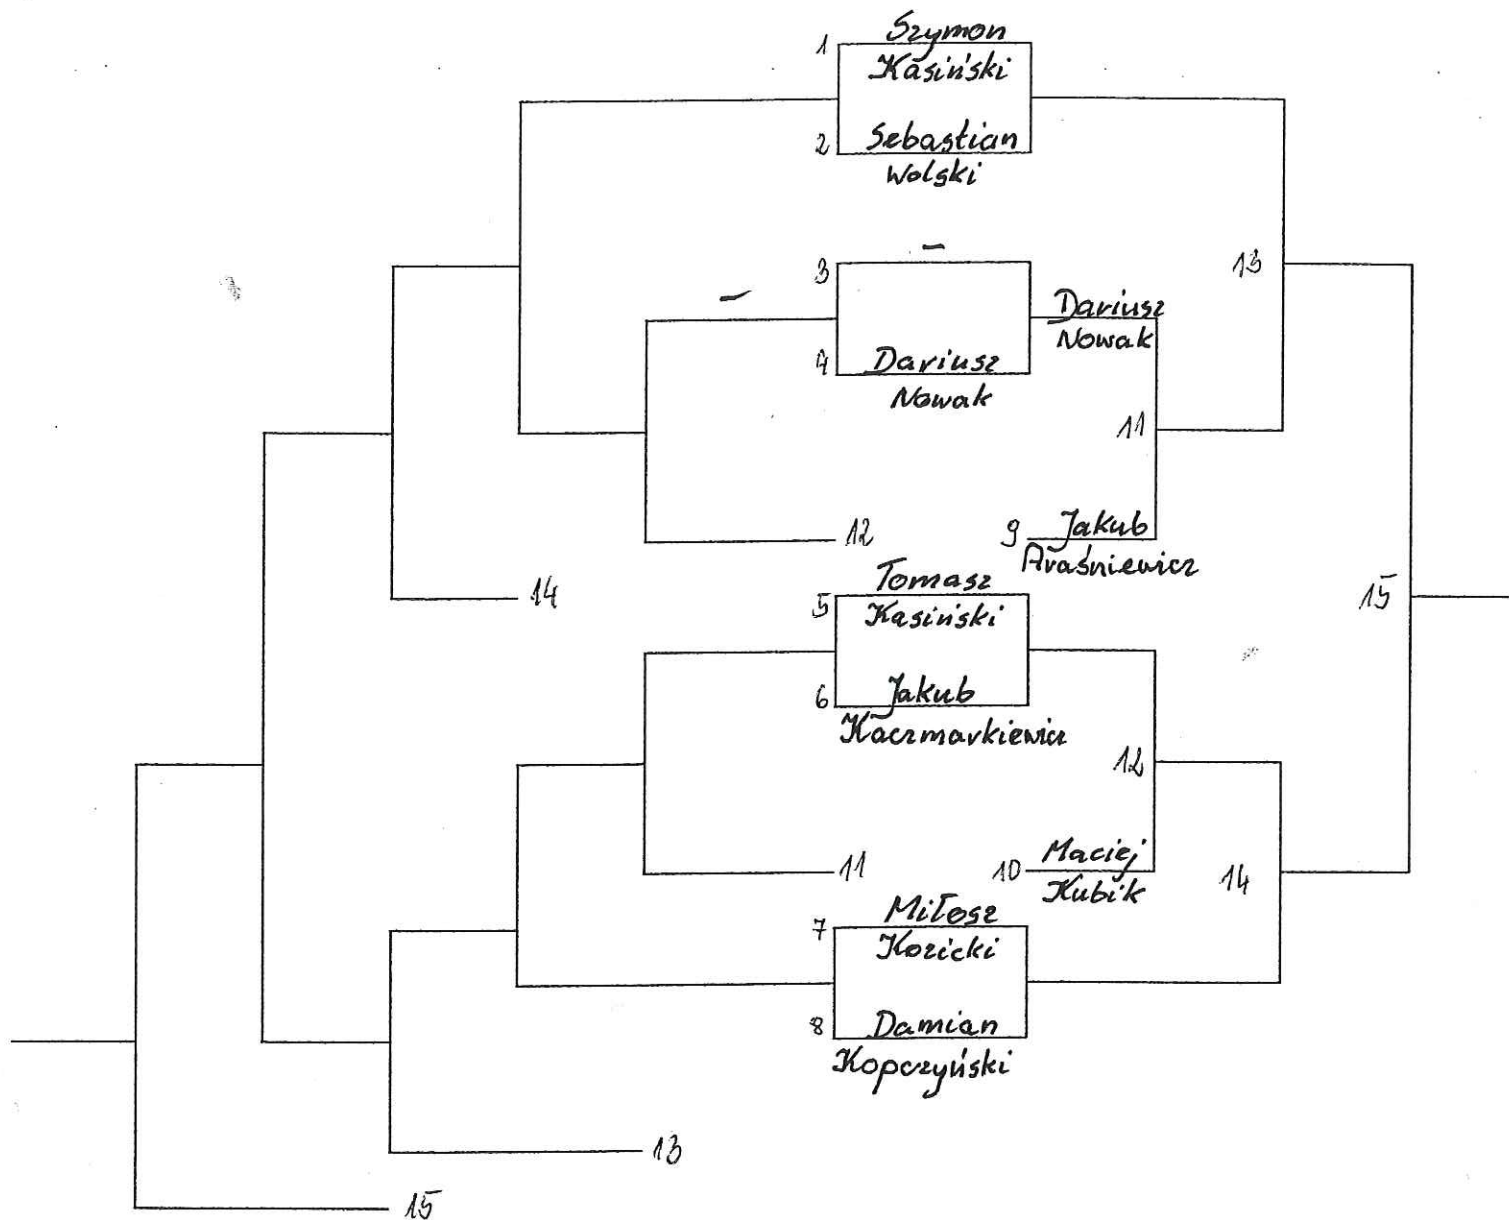 1 Szymon
Kasiński
2 Sebastian
Wolski
3 –
–
13
Dariusz
Nowak
4 Dariusz
Nowak
11
12
9 Jakub
Araśniewicz
14
5 Tomasz
Kasiński
15
6 Jakub
Kaczmarkiewicz
12
11
10 Maciej
Kubik
14
7 Miłosz
Kozicki
8 Damian
Kopczyński
13
15